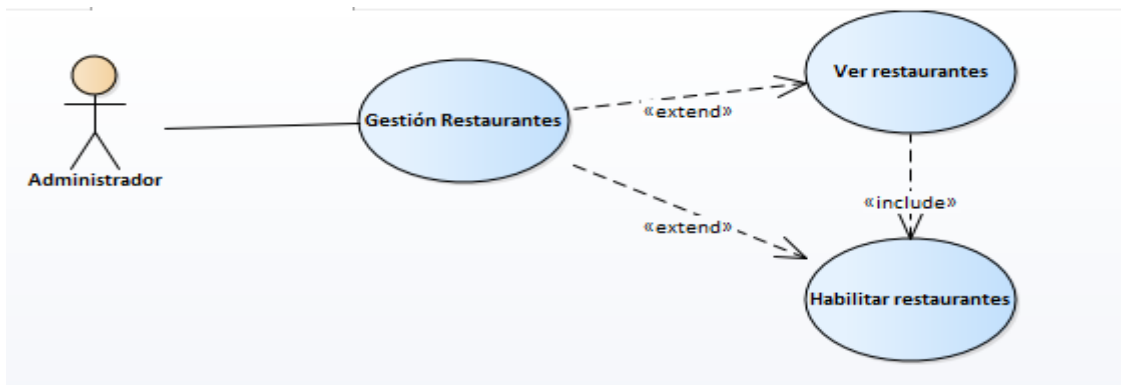 Ver restaurantes
Gestión Restaurantes
«extend»
Administrador
«include»
«extend»
Habilitar restaurantes